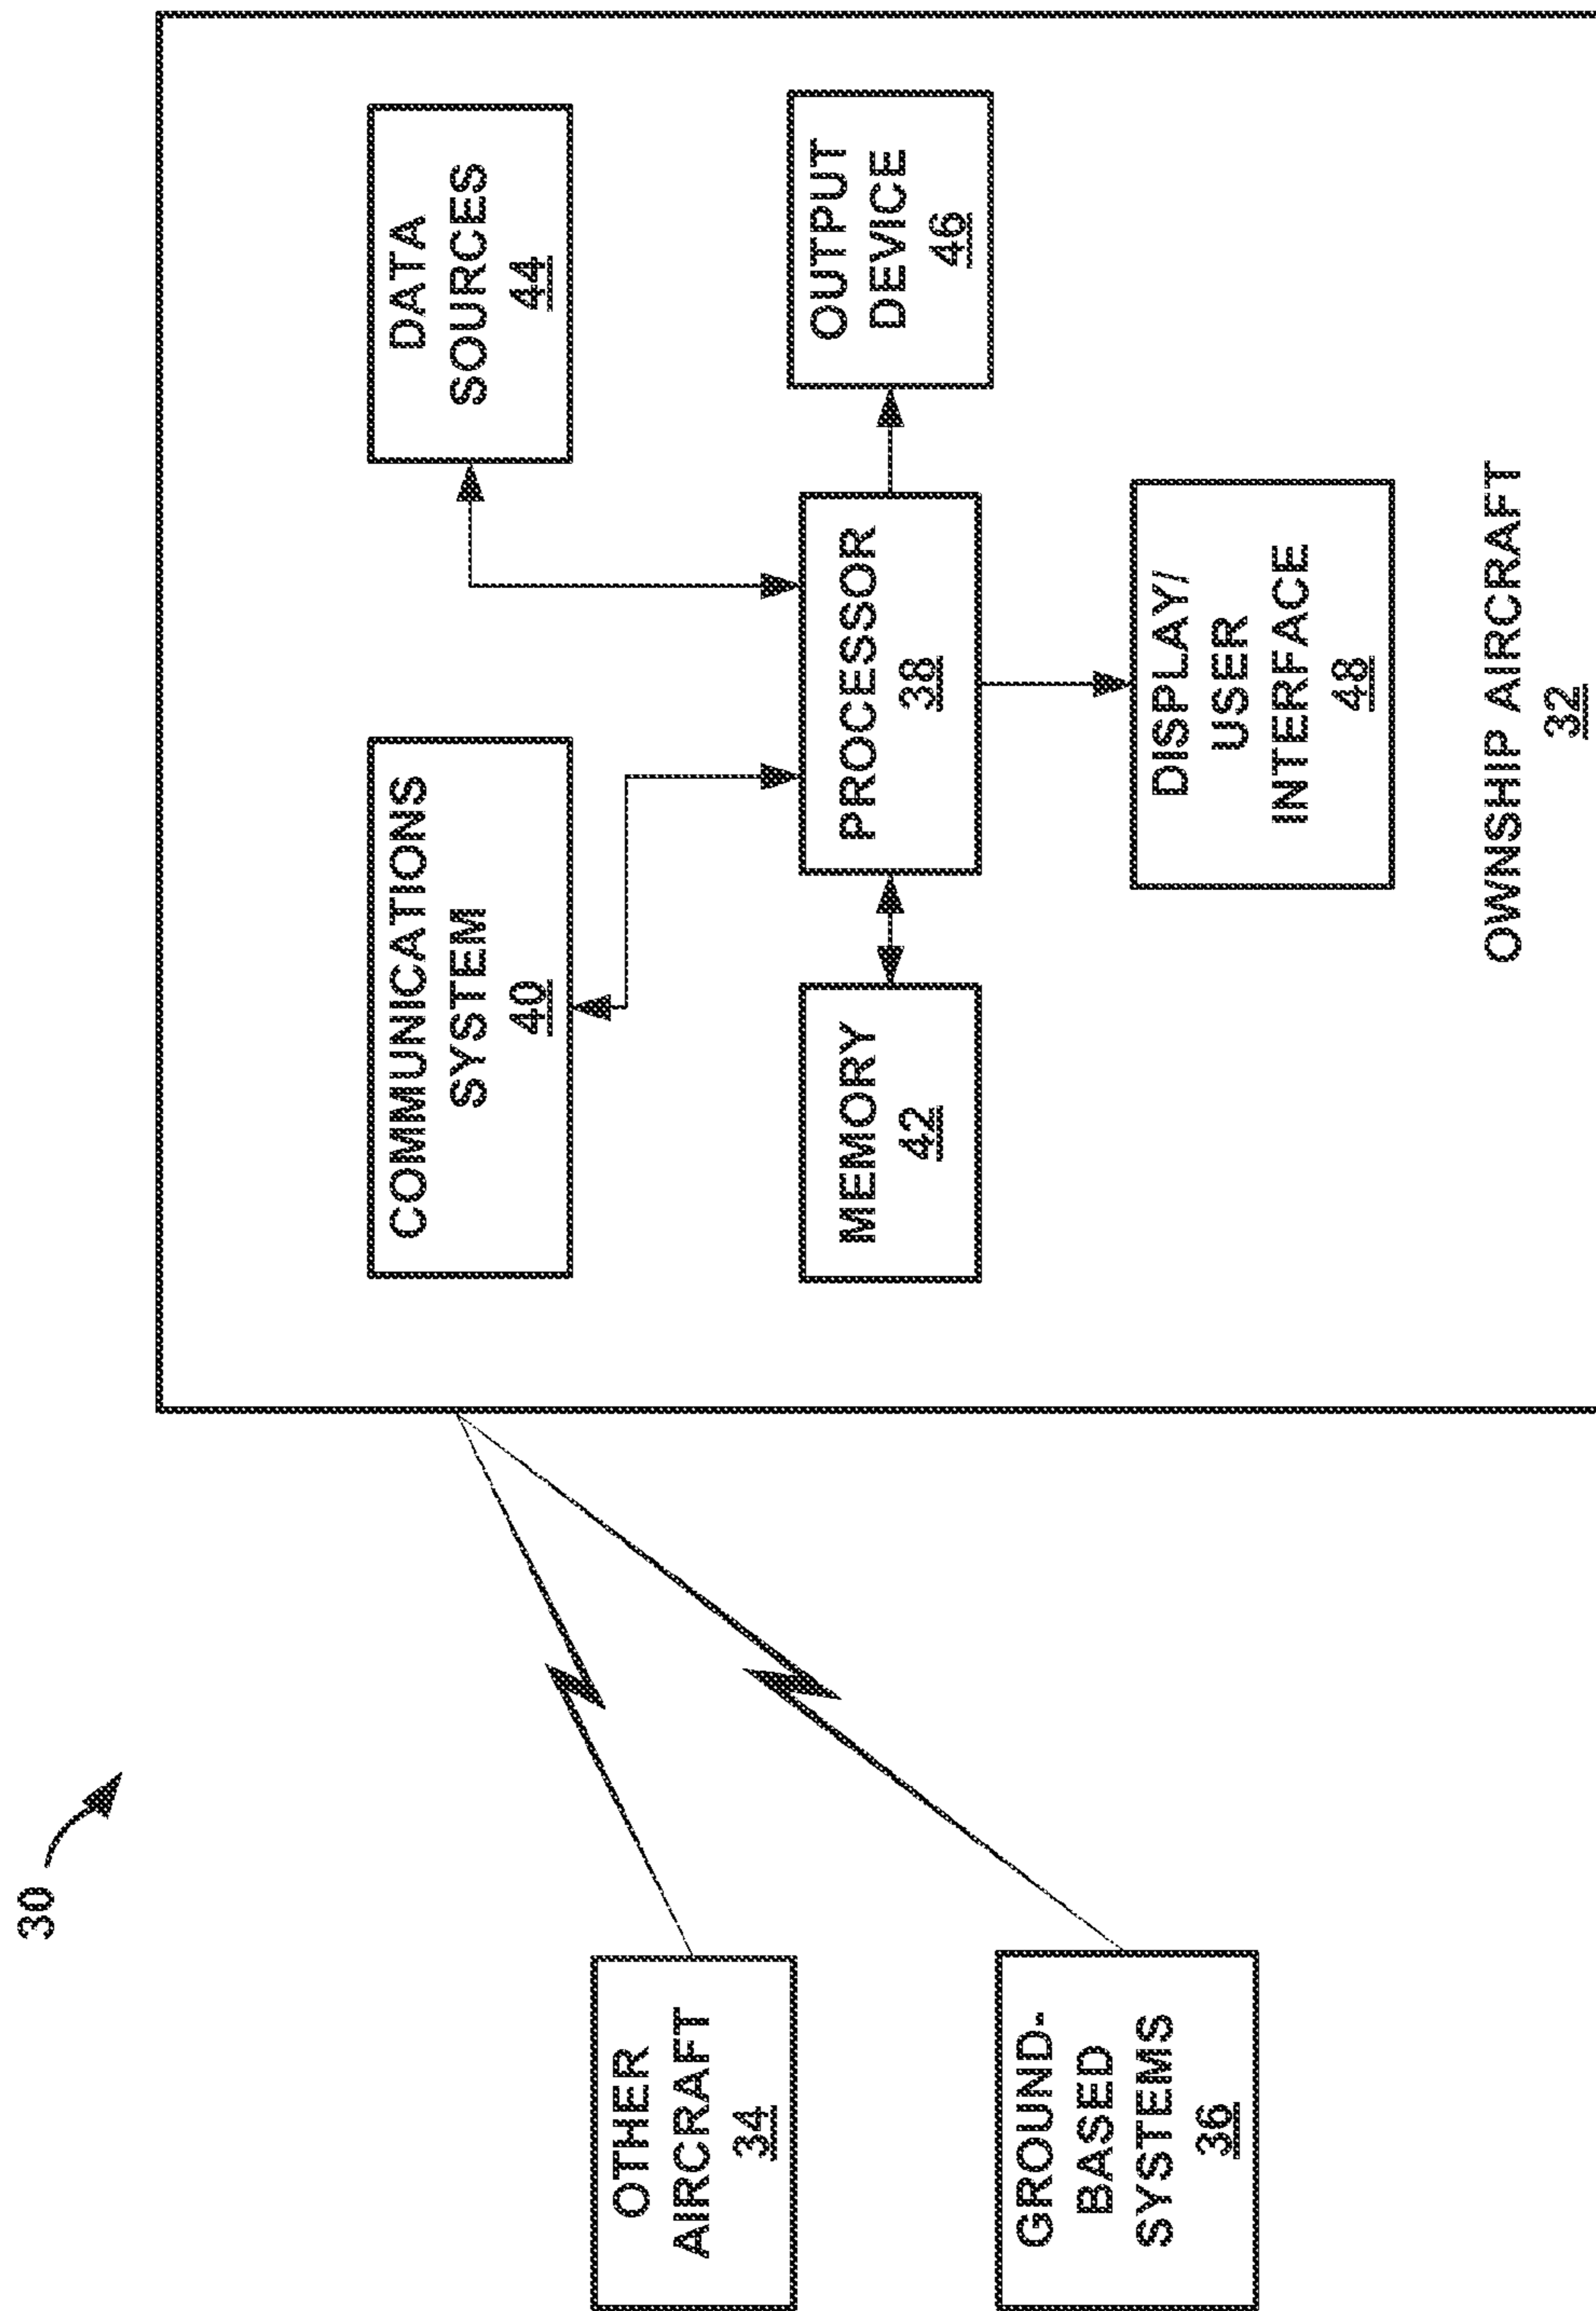 30
OTHER
AIRCRAFT
34
GROUND-
BASED
SYSTEMS
36
COMMUNICATIONS
SYSTEM
40
DATA
SOURCES
44
MEMORY
42
PROCESSOR
38
OUTPUT
DEVICE
46
DISPLAY/
USER
INTERFACE
48
OWNSHIP AIRCRAFT
32